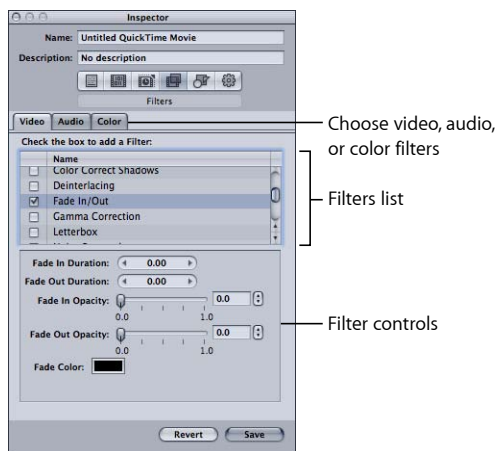 Inspector
Name: Untitled QuickTime Movie
Description: No description
Filters
Video Audio Color
Choose video, audio,
or color filters
Check the box to add a Filter:
Name
Color Correct Shadows
Deinterlacing
Fade In/Out
Gamma Correction
Letterbox
Filters list
Fade In Duration: 0.00
Fade Out Duration: 0.00
Fade In Opacity: 0.0
0.0 1.0
Fade Out Opacity: 0.0
0.0 1.0
Fade Color:
Filter controls
Revert Save